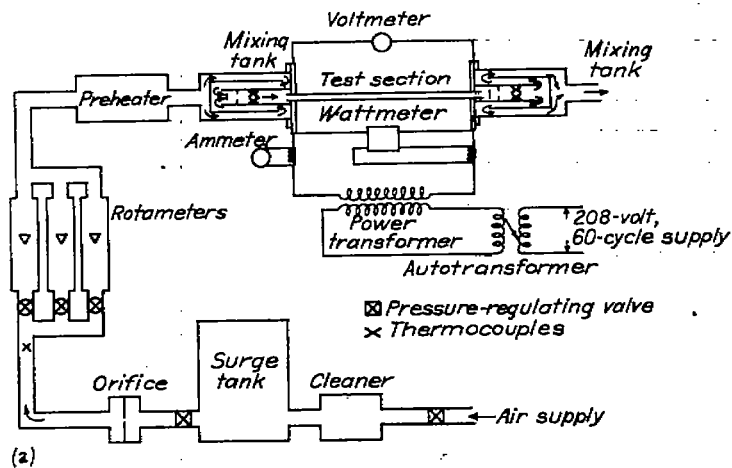 Voltmeter
Mixing
tank
Mixing
tank
Preheater
Test section
Wattmeter
Ammeter
Rotameters
Power
transformer
208-volt,
60-cycle supply
Autotransformer
Pressure-regulating valve
Thermocouples
Orifice
Surge
tank
Cleaner
Air supply
(a)